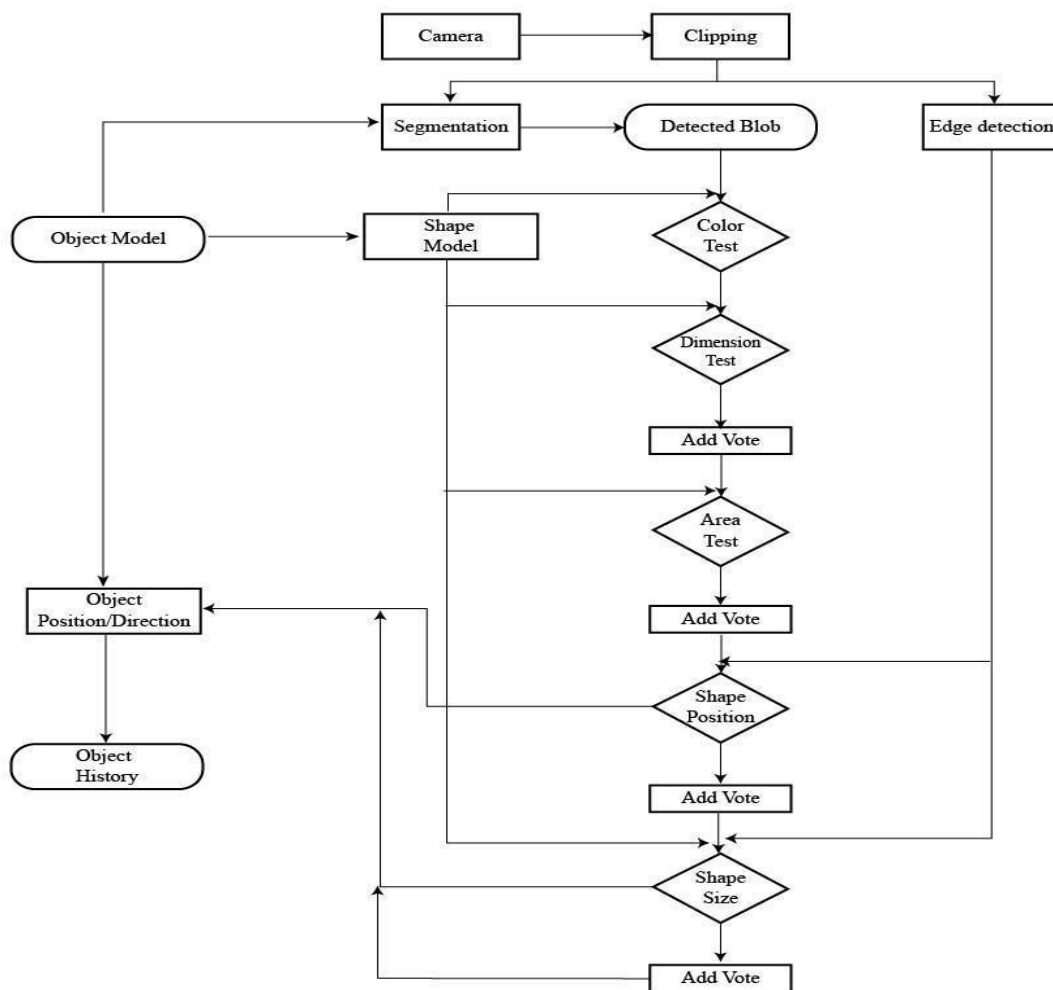 Camera
Clipping
Segmentation
Detected Blob
Edge detection
Object Model
Shape
Model
Color
Test
Dimension
Test
Add Vote
Area
Test
Object
Position/Direction
Add Vote
Shape
Position
Object
History
Add Vote
Shape
Size
Add Vote